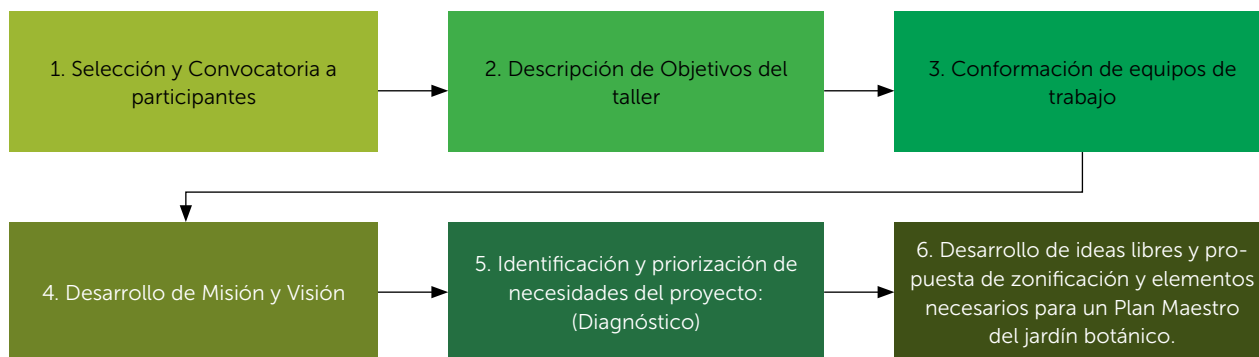 1. Selección y Convocatoria a
participantes
2. Descripción de Objetivos del
taller
3. Conformación de equipos de
trabajo
4. Desarrollo de Misión y Visión
5. Identificación y priorización de
necesidades del proyecto:
(Diagnóstico)
6. Desarrollo de ideas libres y pro-
puesta de zonificación y elementos
necesarios para un Plan Maestro
del jardín botánico.